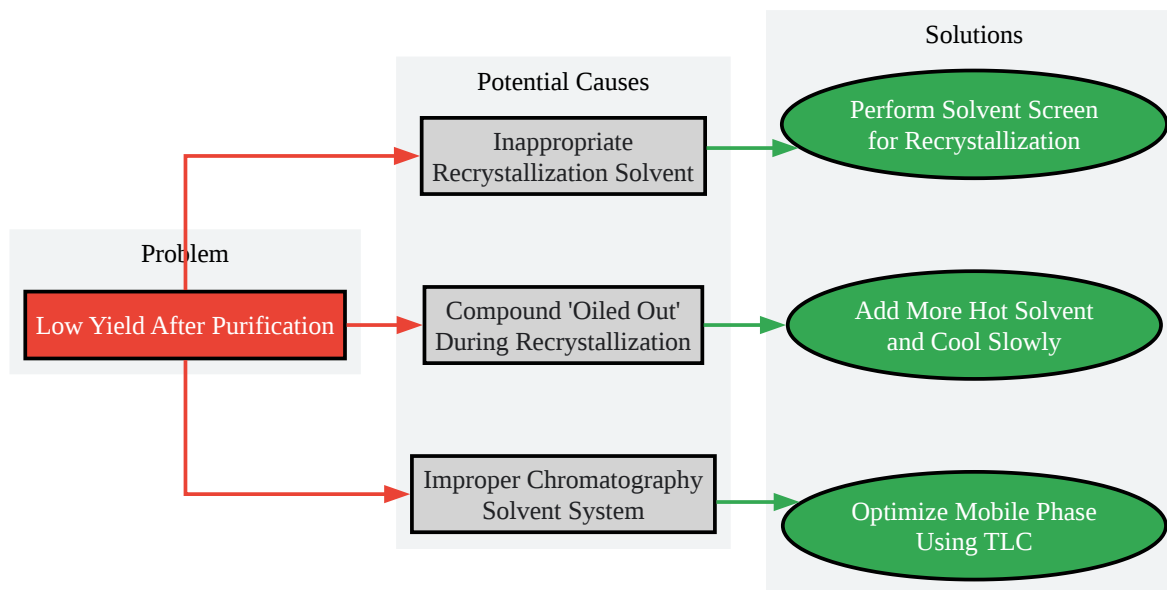 Problem
Low Yield After Purification
Potential Causes
Inappropriate
Recrystallization Solvent
Compound 'Oiled Out'
During Recrystallization
Improper Chromatography
Solvent System
Solutions
Perform Solvent Screen
for Recrystallization
Add More Hot Solvent
and Cool Slowly
Optimize Mobile Phase
Using TLC